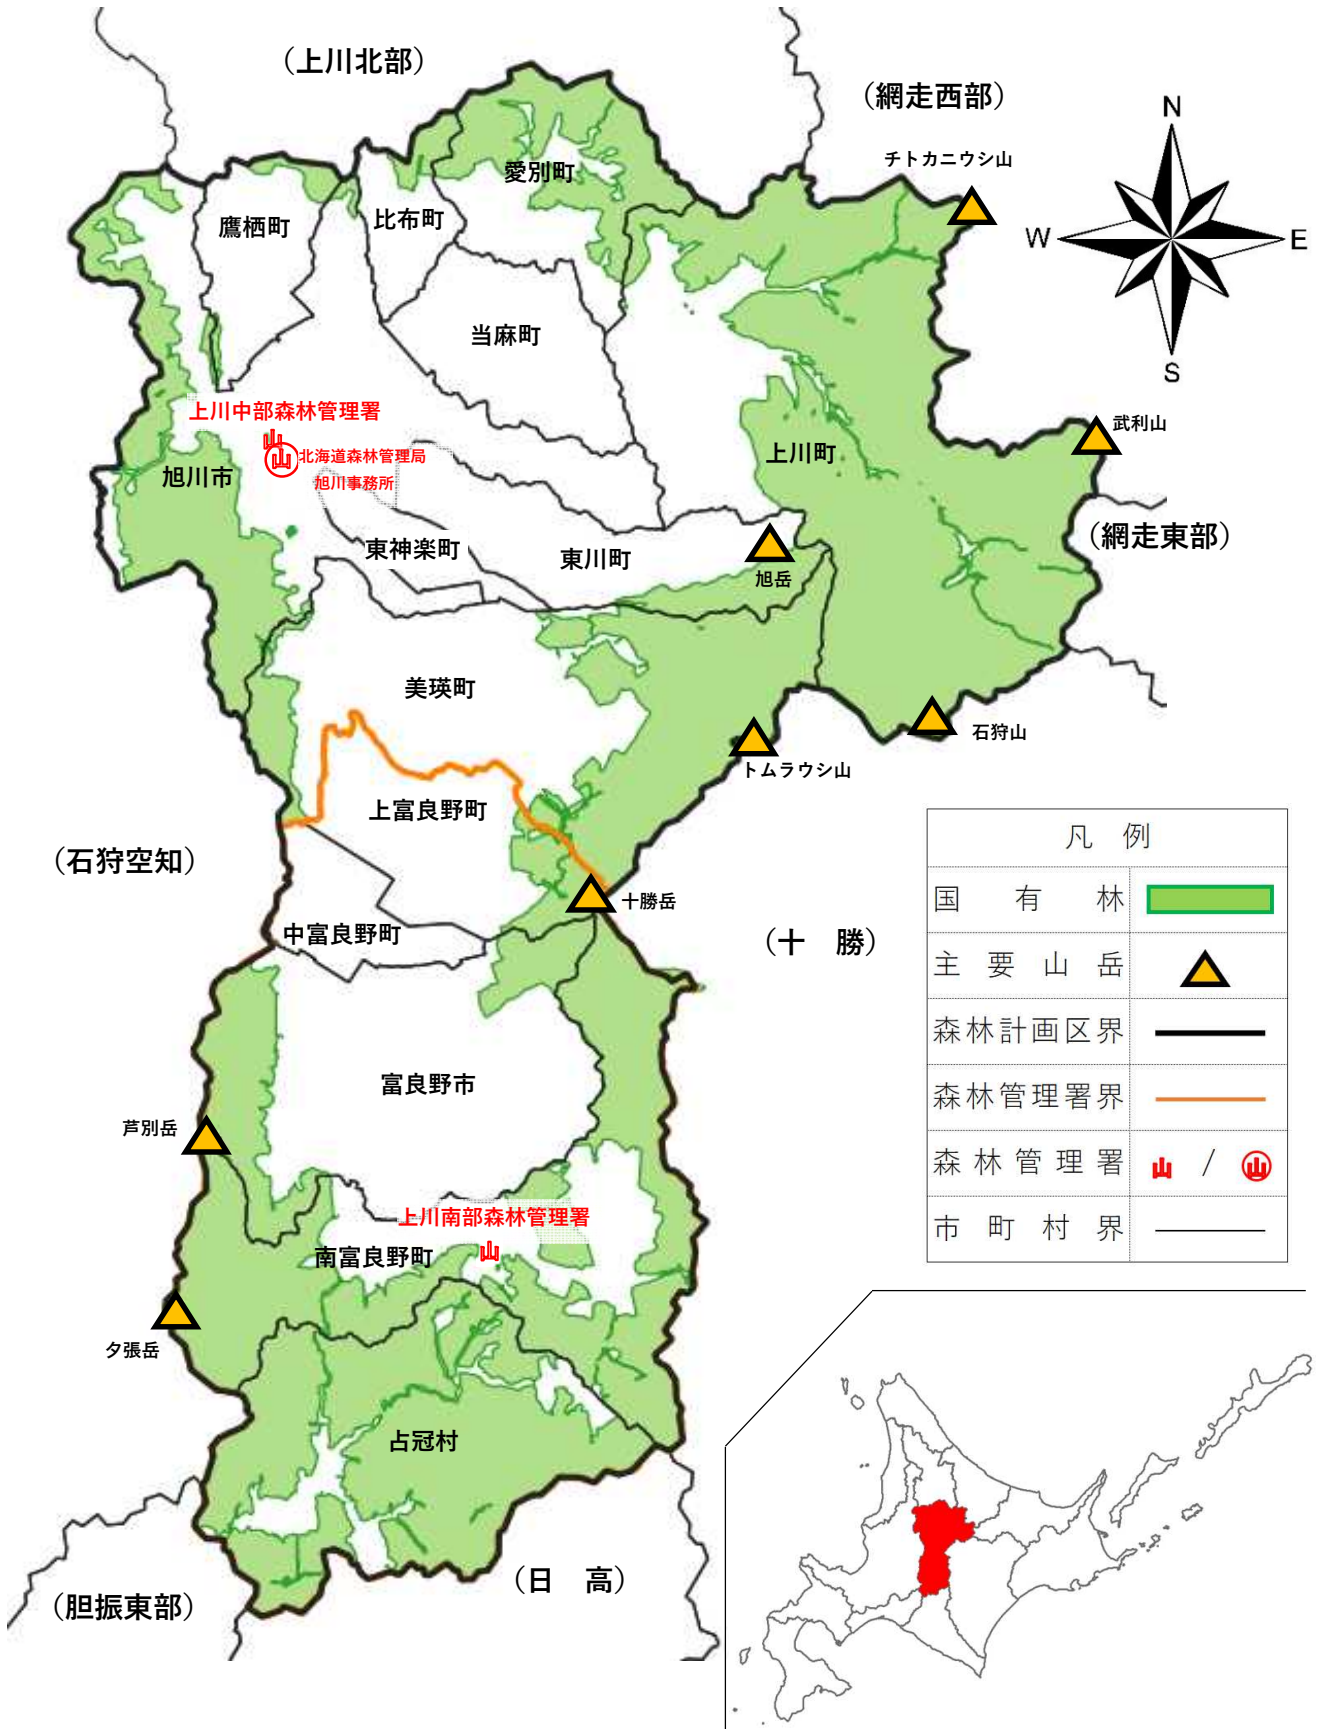 （上川北部）
（網走西部）
チトカニウシ山
N
W
E
S
愛別町
比布町
鷹栖町
当麻町
上川中部森林管理署
北海道森林管理局
旭川事務所
旭川市
上川町
武利山
（網走東部）
東神楽町
東川町
旭岳
美瑛町
石狩山
トムラウシ山
上富良野町
（石狩空知）
十勝岳
中富良野町
（十　勝）
凡　例
国有林
主要山岳
森林計画区界
森林管理署界
森林管理署
/
市町村界
富良野市
芦別岳
上川南部森林管理署
南富良野町
夕張岳
占冠村
（日　高）
（胆振東部）